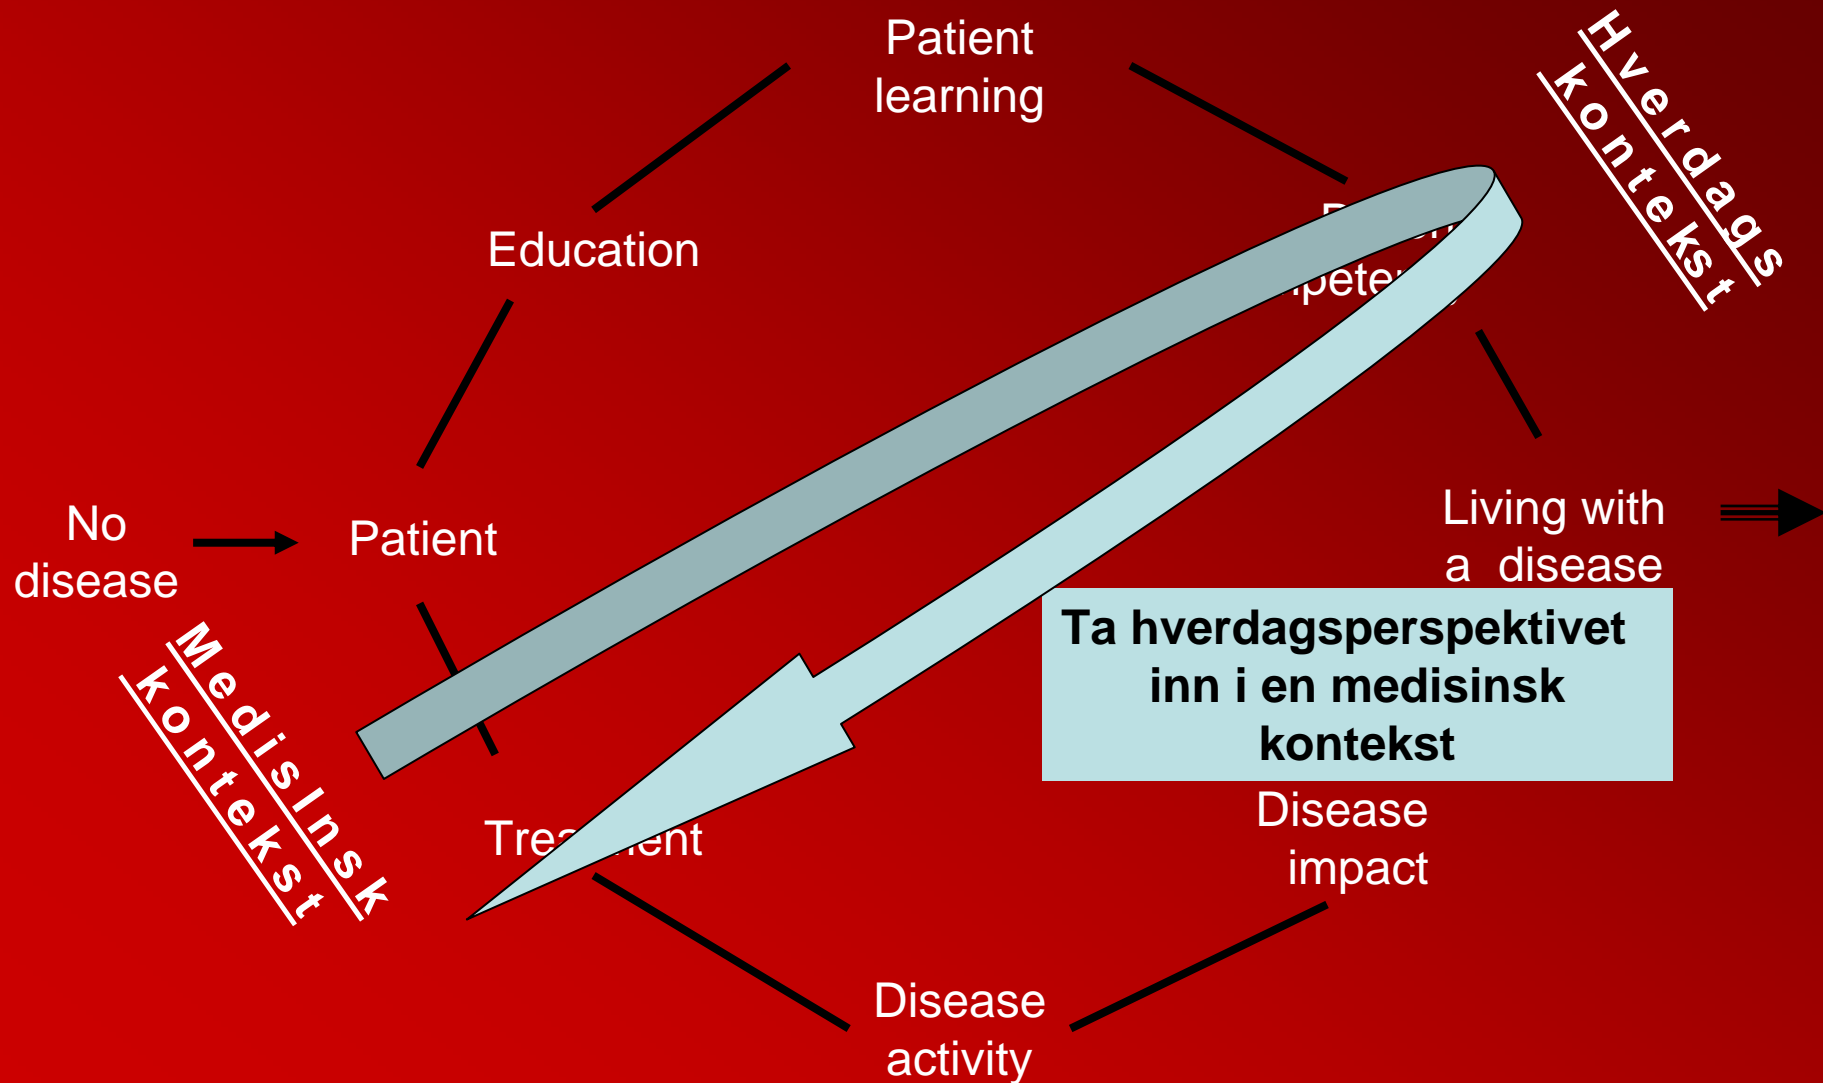 Patient
learning
Hverdags
kontekst
Education
No
disease
Patient
Living with
a disease
Ta hverdagsperspektivet
inn i en medisinsk
kontekst
MedisInsk
kontekst
Disease
impact
Disease
activity